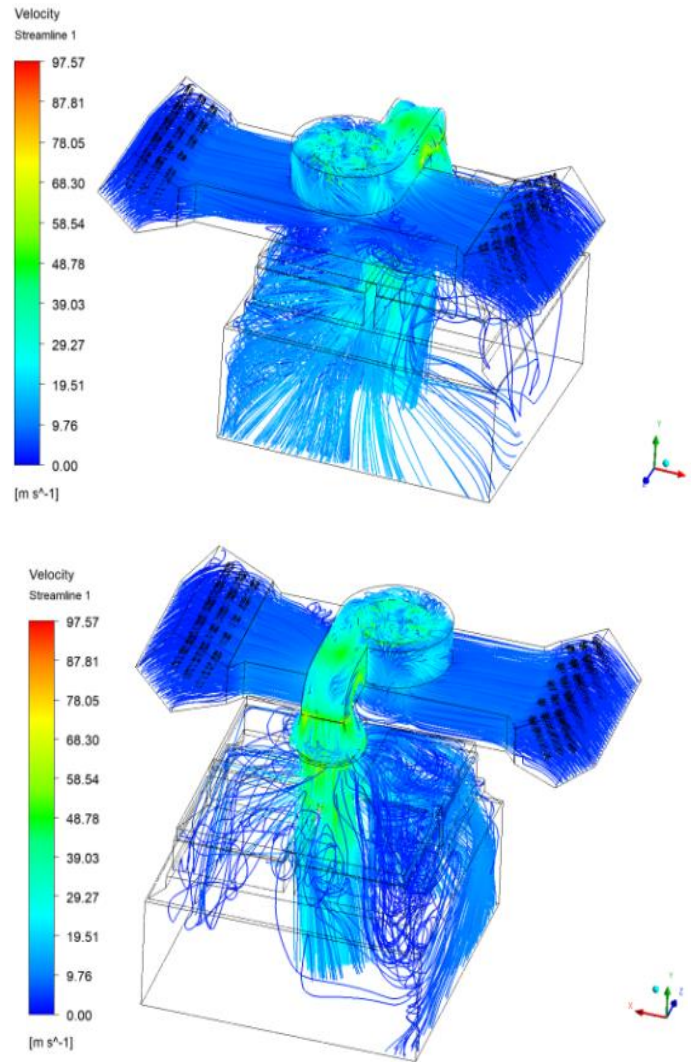 Velocity
Streamline 1
97.57
87.81
78.05
68.30
58.54
48.78
39.03
29.27
19.51
9.76
0.00
[m s^-1]
Y
Velocity
Streamline 1
97.57
87.81
78.05
68.30
58.54
48.78
39.03
29.27
19.51
9.76
0.00
[m s^-1]
Y
X
Z